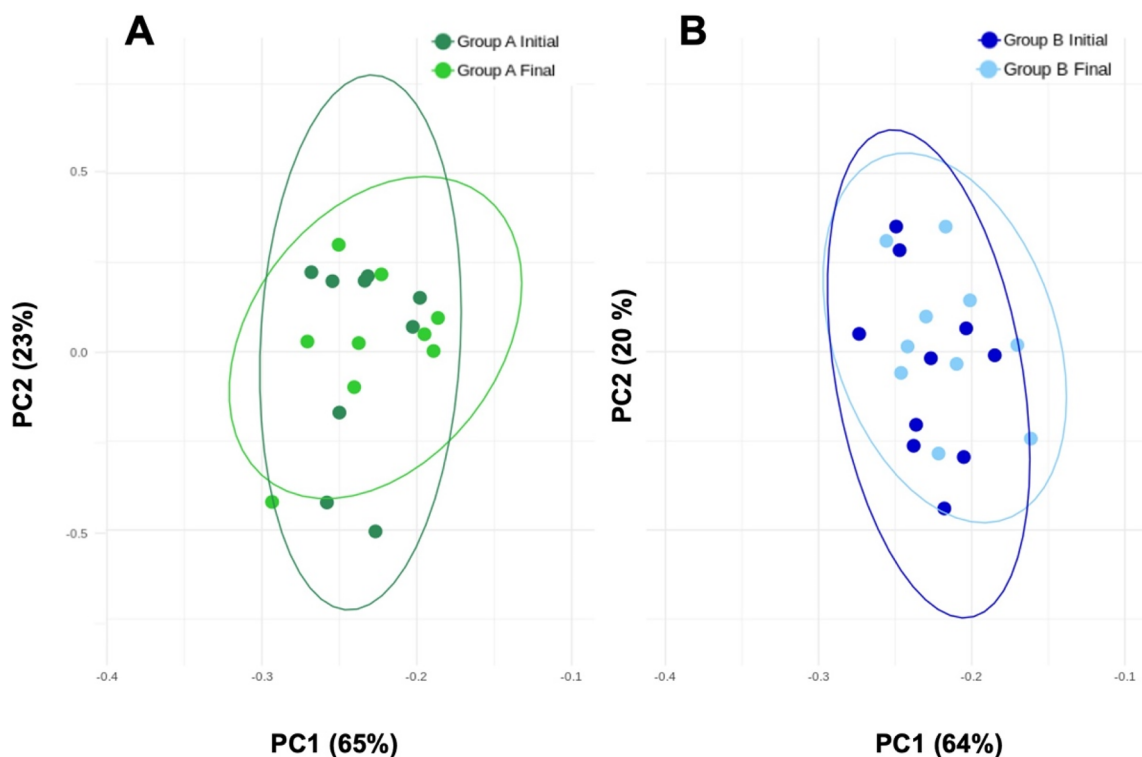 A
Group A Initial
Group A Final
PC2 (23%)
0.5
0.0
-0.5
-0.4
-0.3
-0.2
-0.1
PC1 (65%)
B
Group B Initial
Group B Final
PC2 (20 %)
-0.4
-0.3
-0.2
-0.1
PC1 (64%)